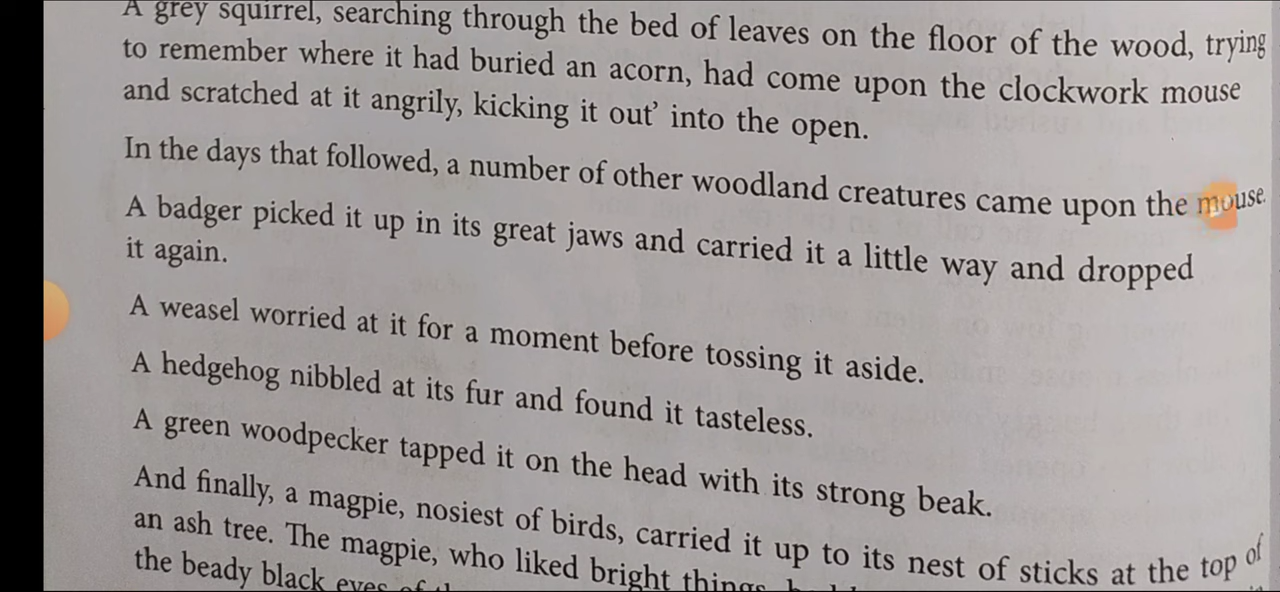 A grey squirrel, searching through the bed of leaves on the floor of the wood, trying
to remember where it had buried an acorn, had come upon the clockwork mouse
and scratched at it angrily, kicking it out’ into the open.
In the days that followed, a number of other woodland creatures came upon the mouse.
A badger picked it up in its great jaws and carried it a little way and dropped
it again.
A weasel worried at it for a moment before tossing it aside.
A hedgehog nibbled at its fur and found it tasteless.
A green woodpecker tapped it on the head with its strong beak.
And finally, a magpie, nosiest of birds, carried it up to its nest of sticks at the top of
an ash tree. The magpie, who liked bright things,
the beady black eyes of